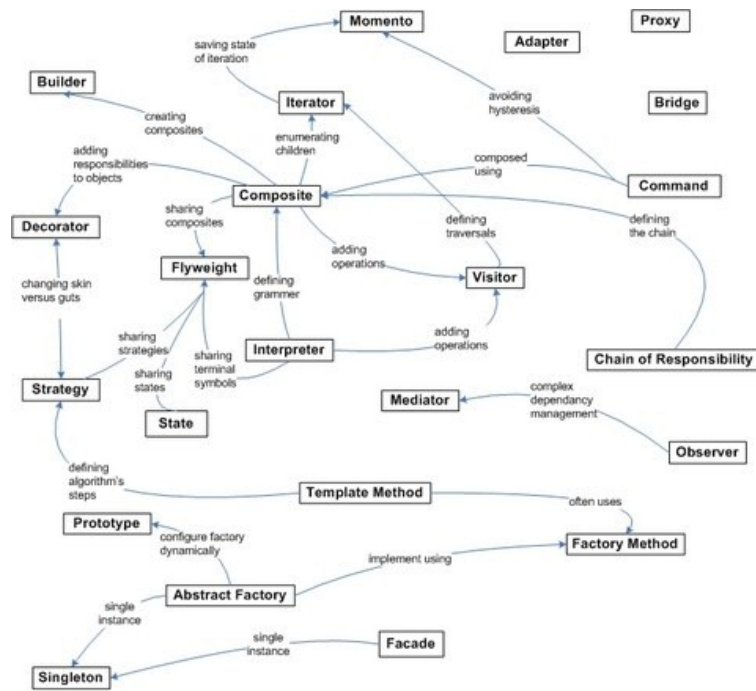 Momento
Proxy
Adapter
saving state
of iteration
Builder
Iterator
avoiding
hysteresis
Bridge
creating
composites
enumerating
children
adding
responsibilities
to objects
composed
using
Composite
Command
sharing
composites
defining
traversals
defining
the chain
Decorator
adding
operations
Flyweight
Visitor
changing skin
versus guts
defining
grammer
sharing
strategies
Interpreter
adding
operations
sharing
terminal
symbols
Chain of Responsibility
sharing
states
Strategy
Mediator
complex
dependancy
management
State
Observer
defining
algorithm's
steps
Template Method
often uses
Prototype
configure factory
dynamically
Factory Method
implement using
Abstract Factory
single
instance
single
instance
Facade
Singleton